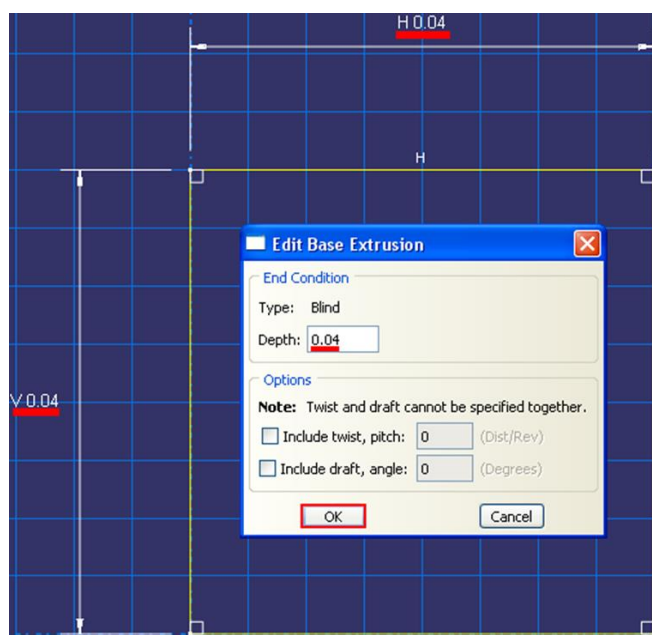 H 0.04
H
Edit Base Extrusion
End Condition
Type: Blind
Depth: 0.04
V 0.04
Options
Note: Twist and draft cannot be specified together.
Include twist, pitch: 0 (Dist/Rev)
Include draft, angle: 0 (Degrees)
OK Cancel